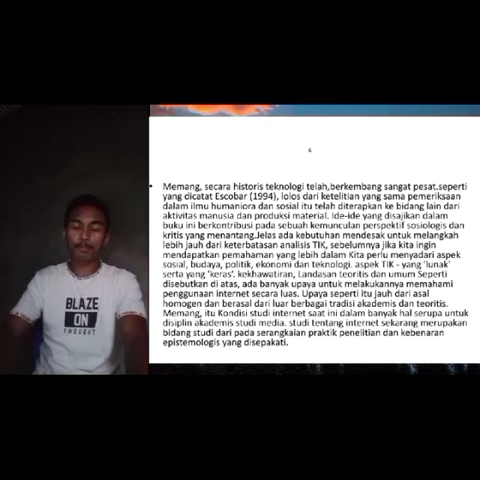 4
• Memang, secara historis teknologi telah,berkembang sangat pesat.seperti
yang dicatat Escobar (1994), lolos dari ketelitian yang sama pemeriksaan
dalam ilmu humaniora dan sosial itu telah diterapkan ke bidang lain dari
aktivitas manusia dan produksi material. Ide-ide yang disajikan dalam
buku ini berkontribusi pada sebuah kemunculan perspektif sosiologis dan
kritis yang menantang.Jelas ada kebutuhan mendesak untuk melangkah
lebih jauh dari keterbatasan analisis TIK, sebelumnya jika kita ingin
mendapatkan pemahaman yang lebih dalam Kita perlu menyadari aspek
sosial, budaya, politik, ekonomi dan teknologi. aspek TIK - yang ‘lunak’
serta yang ‘keras’. kekhawatiran, Landasan teoritis dan umum Seperti
disebutkan di atas, ada banyak upaya untuk melakukannya memahami
penggunaan internet secara luas. Upaya seperti itu jauh dari asal
homogen dan berasal dari luar berbagai tradisi akademis dan teoritis.
Memang, itu Kondisi studi internet saat ini dalam banyak hal serupa untuk
disiplin akademis studi media. studi tentang internet sekarang merupakan
bidang studi dari pada serangkaian praktik penelitian dan kebenaran
epistemologis yang disepakati.
BLAZE
ON
THOUGHT